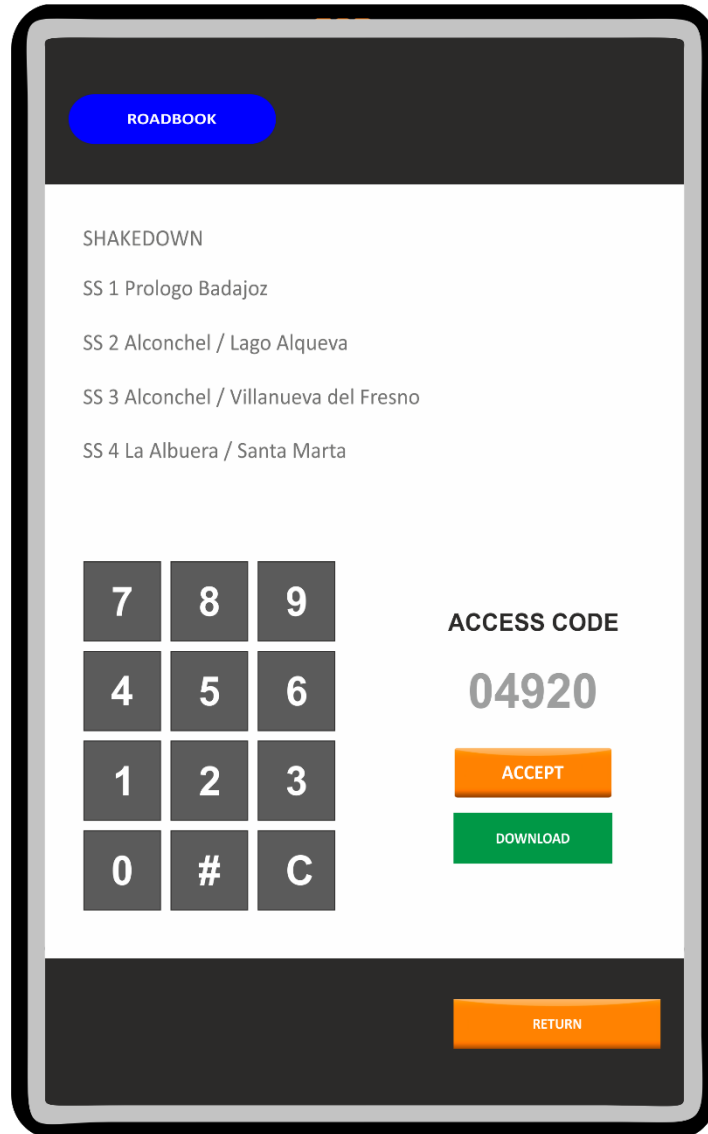 ROADBOOK
SHAKEDOWN
SS 1 Prologo Badajoz
SS 2 Alconchel / Lago Alqueva
SS 3 Alconchel / Villanueva del Fresno
SS 4 La Albuera / Santa Marta
7 8 9
4 5 6
1 2 3
0 # C
ACCESS CODE
04920
ACCEPT
DOWNLOAD
RETURN